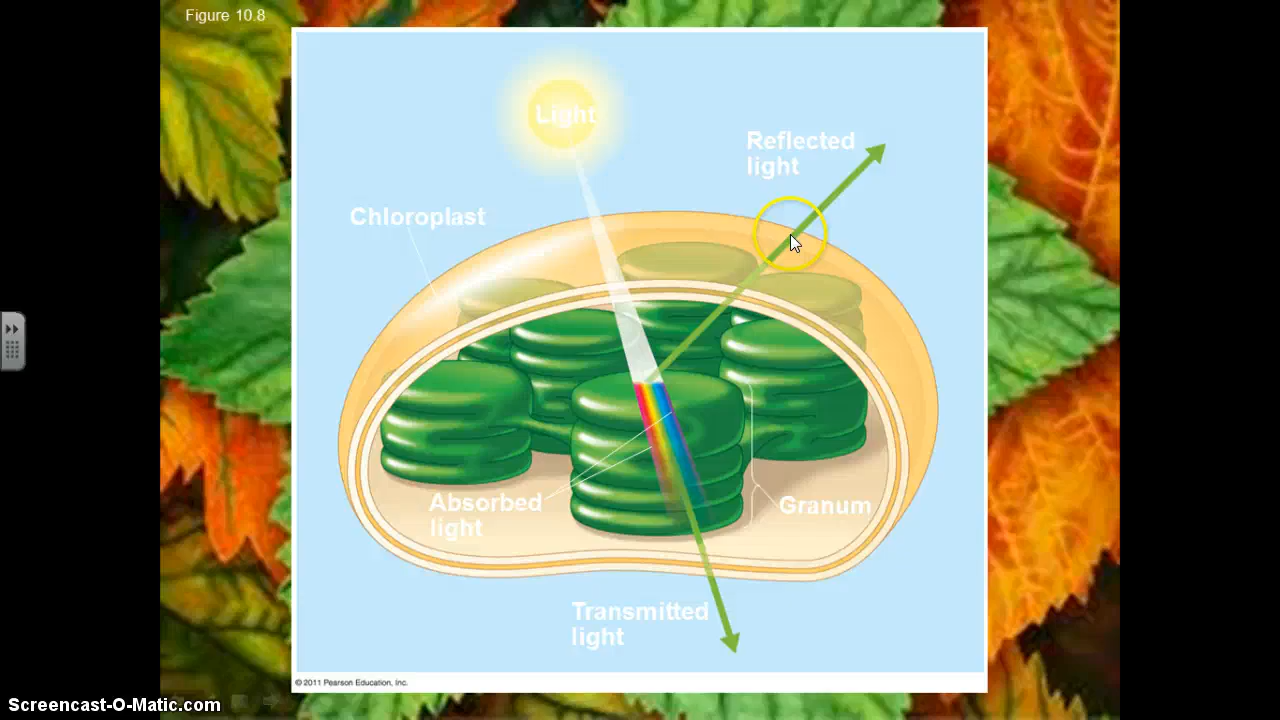 Figure 10.8
Light
Reflected
light
Chloroplast
Absorbed
light
Granum
Transmitted
light
© 2011 Pearson Education, Inc.
Screencast-O-Matic.com